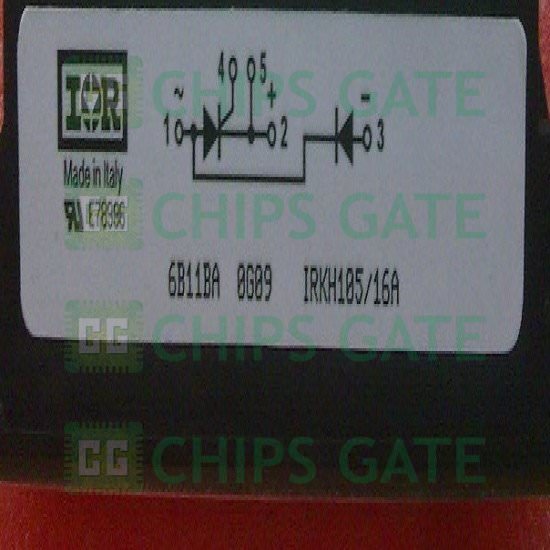 CHIPS GATE
IOR
4 5
~ + -
1 2 3
Made in Italy
E78996
CHIPS GATE
6B11BA 0G09 IRKH105/16A
CG CHIPS GATE
CG CHIPS GATE